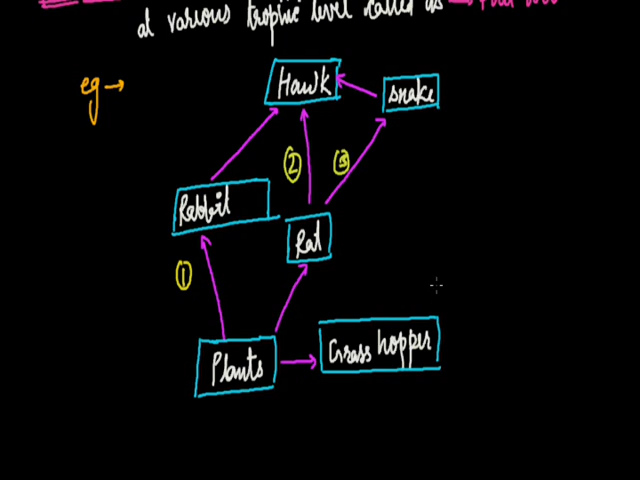 at various trophic level called as →
eg →
Hawk
snake
②
③
Rabbit
Rat
①
Plants
Grass hopper